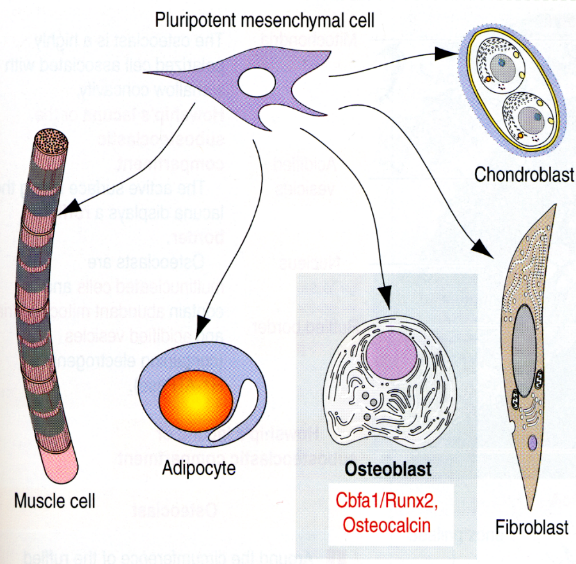 Pluripotent mesenchymal cell
Chondroblast
Muscle cell
Adipocyte
Osteoblast
Cbfa1/Runx2,
Osteocalcin
Fibroblast